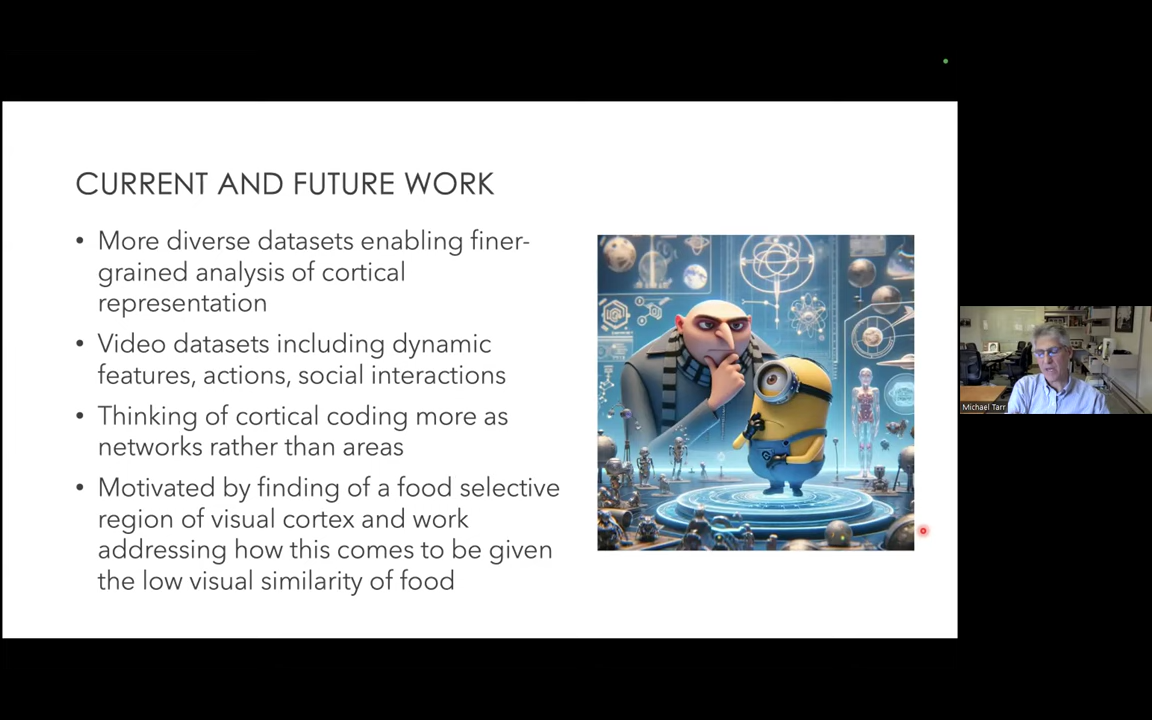 CURRENT AND FUTURE WORK
• More diverse datasets enabling finer-
grained analysis of cortical
representation
• Video datasets including dynamic
features, actions, social interactions
• Thinking of cortical coding more as
networks rather than areas
• Motivated by finding of a food selective
region of visual cortex and work
addressing how this comes to be given
the low visual similarity of food
Michael Tarr